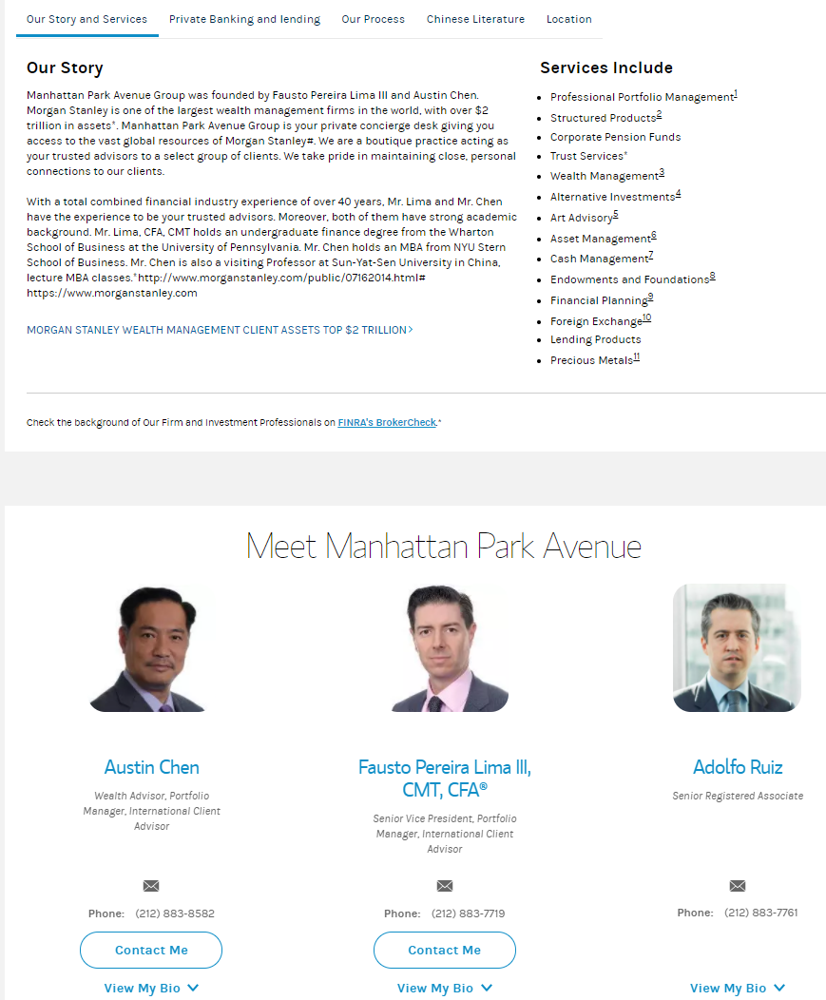 Our Story and Services
Private Banking and lending
Our Process
Chinese Literature
Location
Our Story
Manhattan Park Avenue Group was founded by Fausto Pereira Lima III and Austin Chen.
Morgan Stanley is one of the largest wealth management firms in the world, with over $2
trillion in assets*. Manhattan Park Avenue Group is your private concierge desk giving you
access to the vast global resources of Morgan Stanley#. We are a boutique practice acting as
your trusted advisors to a select group of clients. We take pride in maintaining close, personal
connections to our clients.
With a total combined financial industry experience of over 40 years, Mr. Lima and Mr. Chen
have the experience to be your trusted advisors. Moreover, both of them have strong academic
background. Mr. Lima, CFA, CMT holds an undergraduate finance degree from the Wharton
School of Business at the University of Pennsylvania. Mr. Chen holds an MBA from NYU Stern
School of Business. Mr. Chen is also a visiting Professor at Sun-Yat-Sen University in China,
lecture MBA classes.*http://www.morganstanley.com/public/07162014.html#
https://www.morganstanley.com
MORGAN STANLEY WEALTH MANAGEMENT CLIENT ASSETS TOP $2 TRILLION>
Services Include
• Professional Portfolio Management1
• Structured Products2
• Corporate Pension Funds
• Trust Services*
• Wealth Management3
• Alternative Investments4
• Art Advisory5
• Asset Management6
• Cash Management7
• Endowments and Foundations8
• Financial Planning9
• Foreign Exchange10
• Lending Products
• Precious Metals11
Check the background of Our Firm and Investment Professionals on FINRA's BrokerCheck.*
Meet Manhattan Park Avenue
Austin Chen
Wealth Advisor, Portfolio
Manager, International Client
Advisor
Phone: (212) 883-8582
Contact Me
View My Bio
Fausto Pereira Lima III,
CMT, CFA®
Senior Vice President, Portfolio
Manager, International Client
Advisor
Phone: (212) 883-7719
Contact Me
View My Bio
Adolfo Ruiz
Senior Registered Associate
Phone: (212) 883-7761
View My Bio